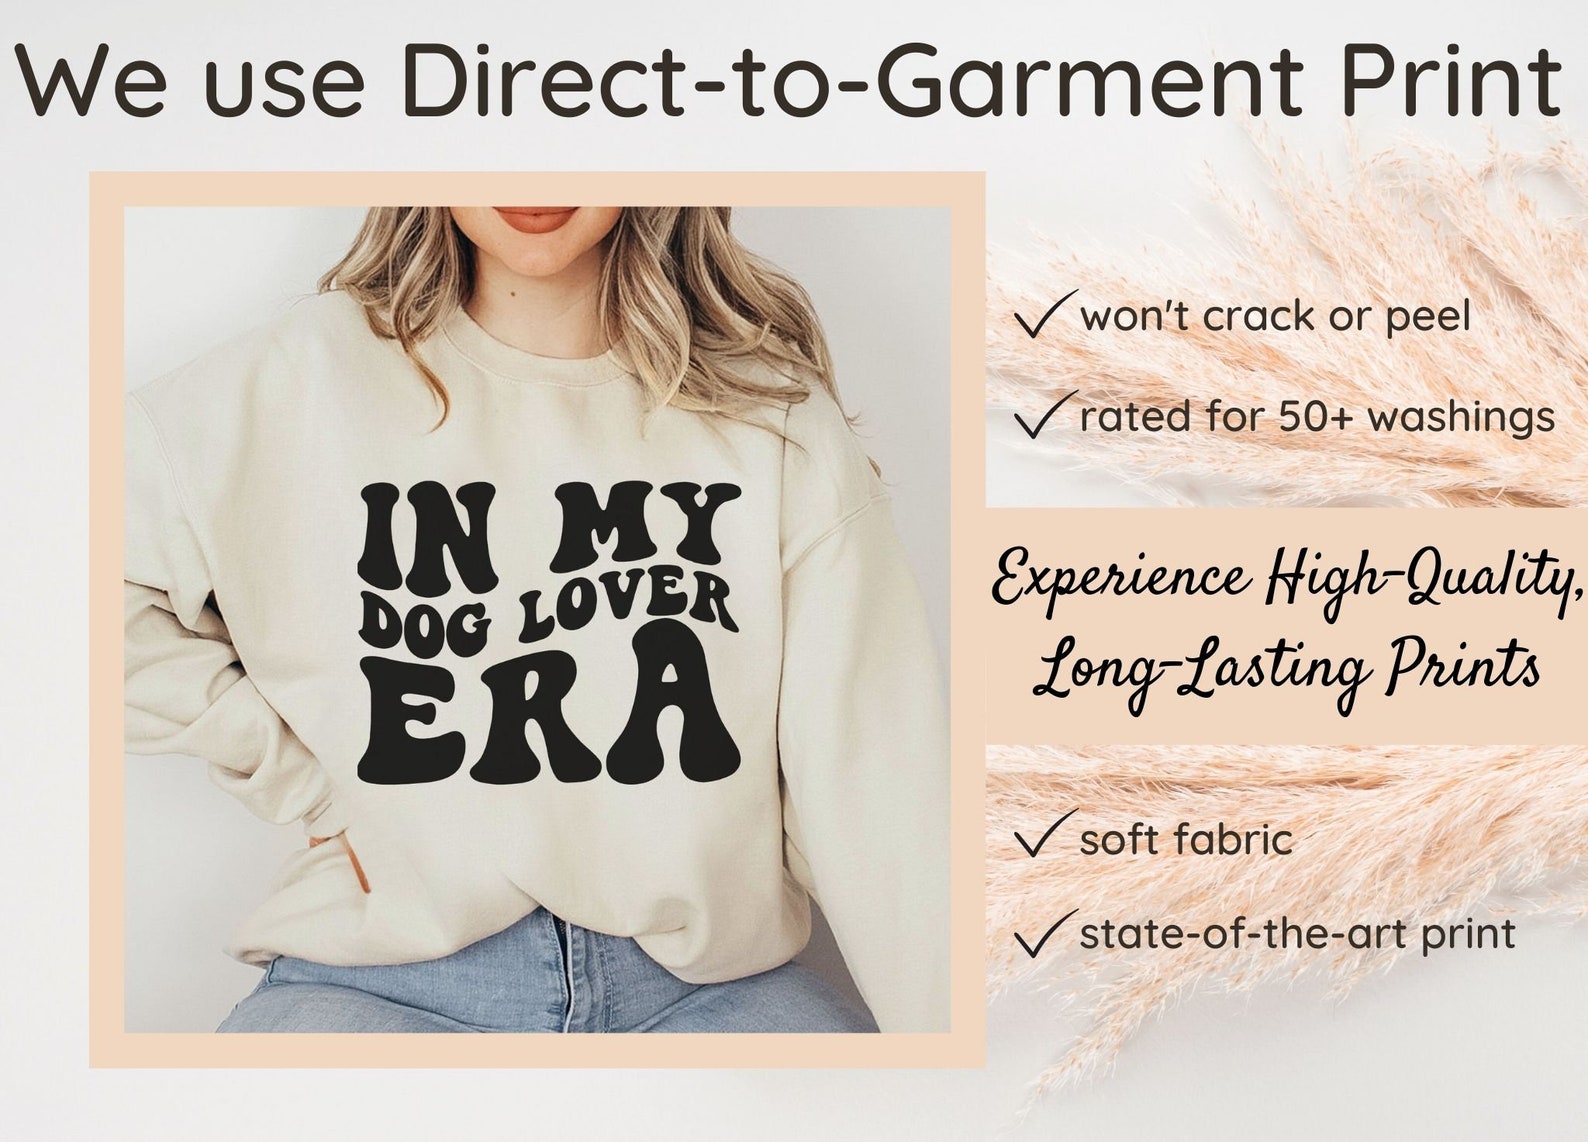 We use Direct-to-Garment Print
IN MY
DOG LOVER
ERA
won't crack or peel
rated for 50+ washings
Experience High-Quality,
Long-Lasting Prints
soft fabric
state-of-the-art print